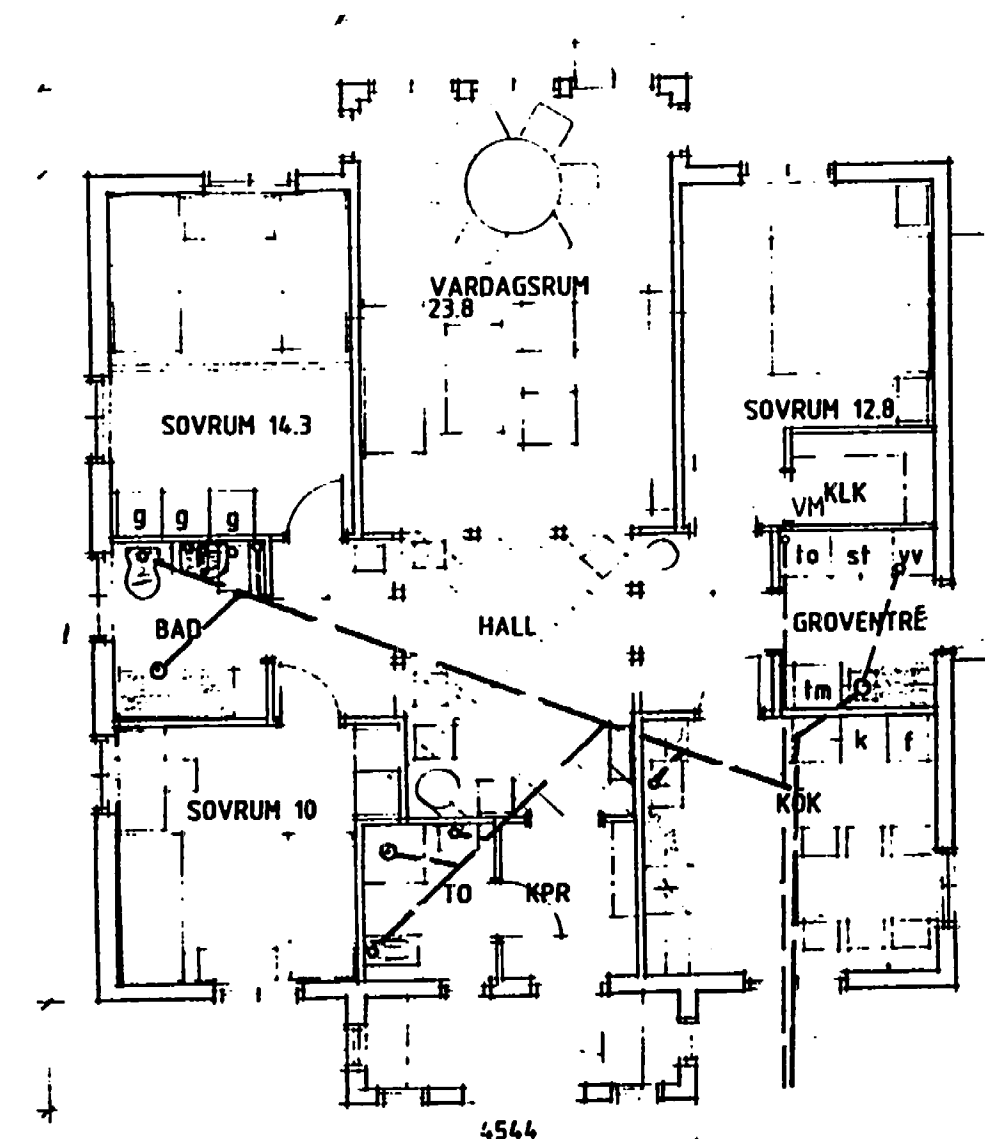 VARDAGSRUM
23.8
SOVRUM 14.3
SOVRUM 12.8
g g g
KLK
VM
to st vv
BAD
HALL
GROVENTRÉ
tm
k f
SOVRUM 10
KÖK
TO
KPR
4544